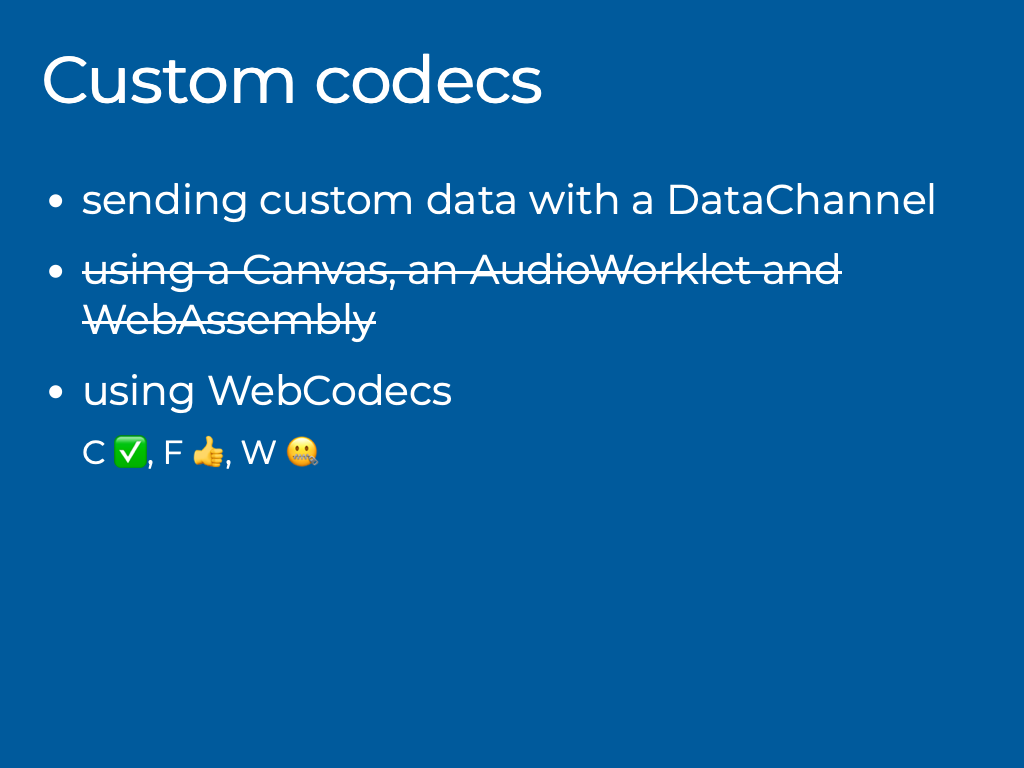 Custom codecs
• sending custom data with a DataChannel
• using a Canvas, an AudioWorklet and
WebAssembly
• using WebCodecs
C ✅, F 👍, W 🤐